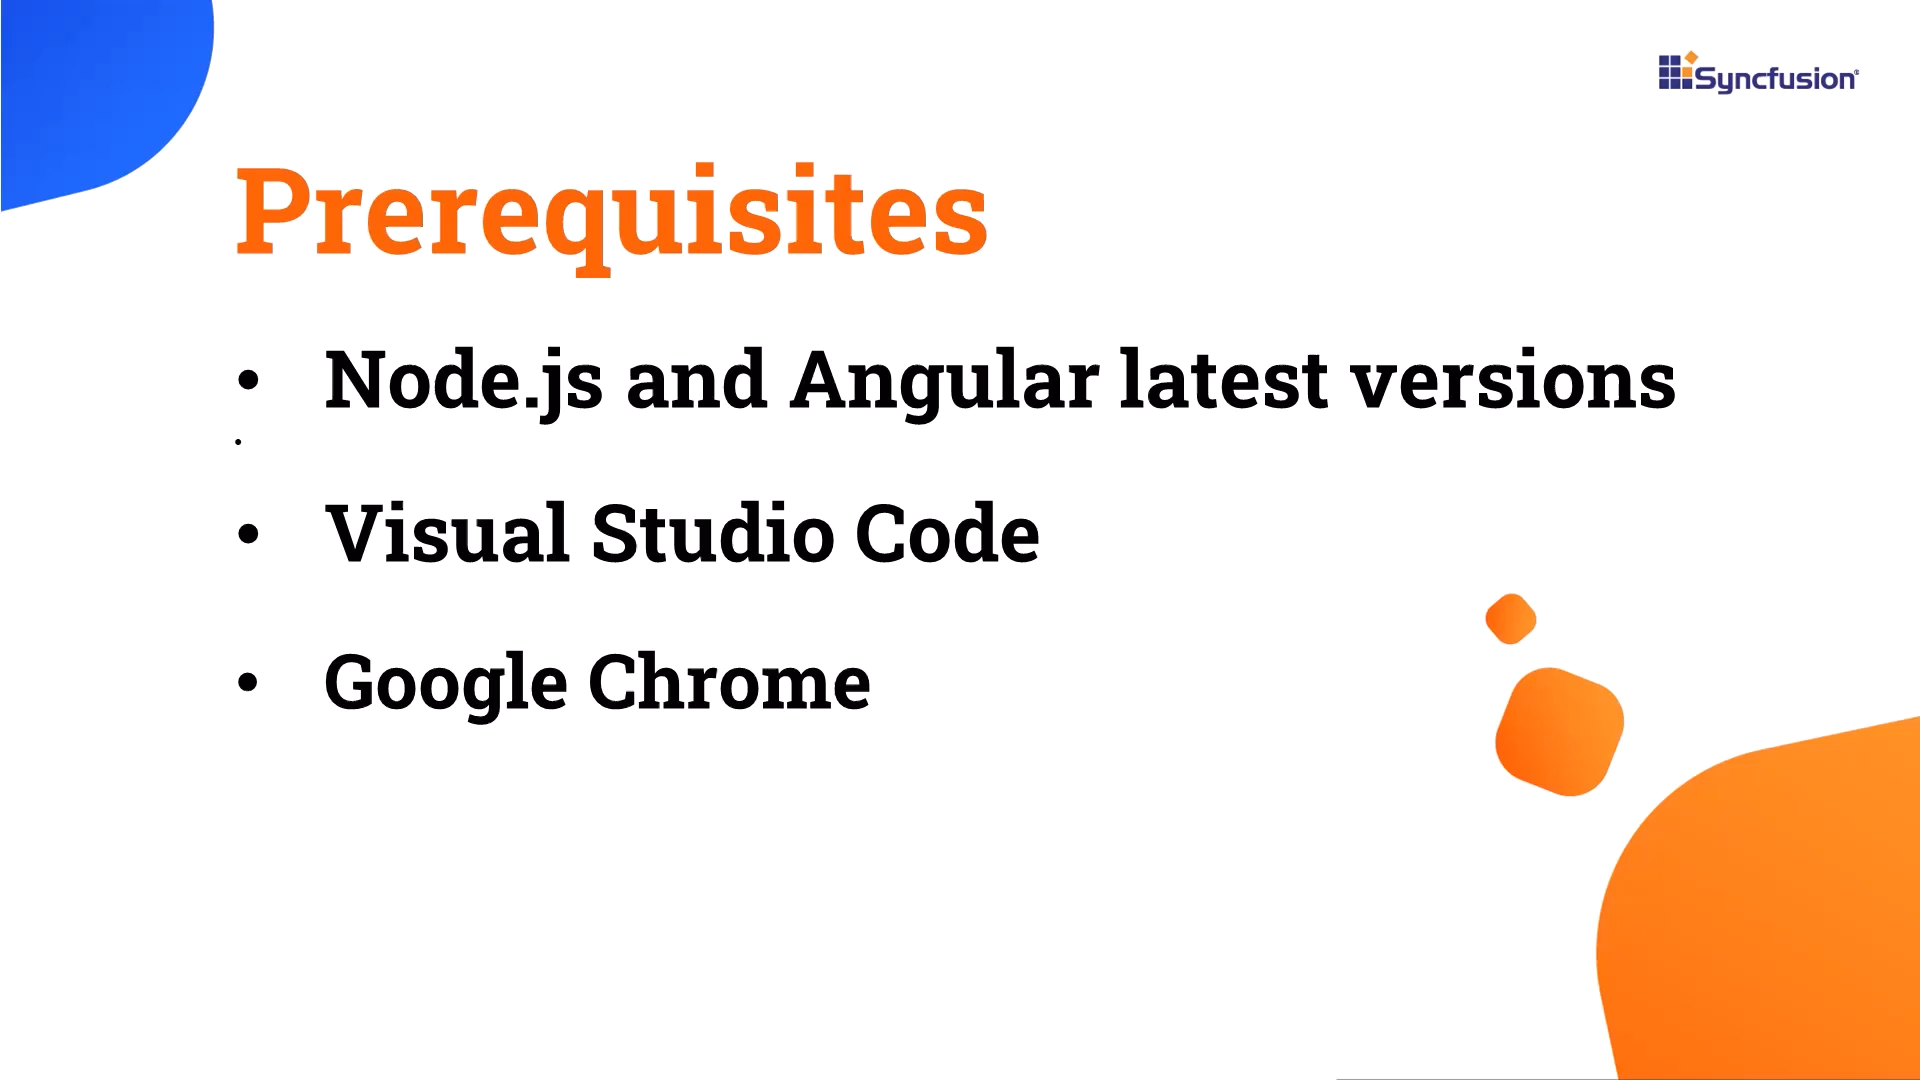 Syncfusion®
Prerequisites
• Node.js and Angular latest versions
•
• Visual Studio Code
• Google Chrome